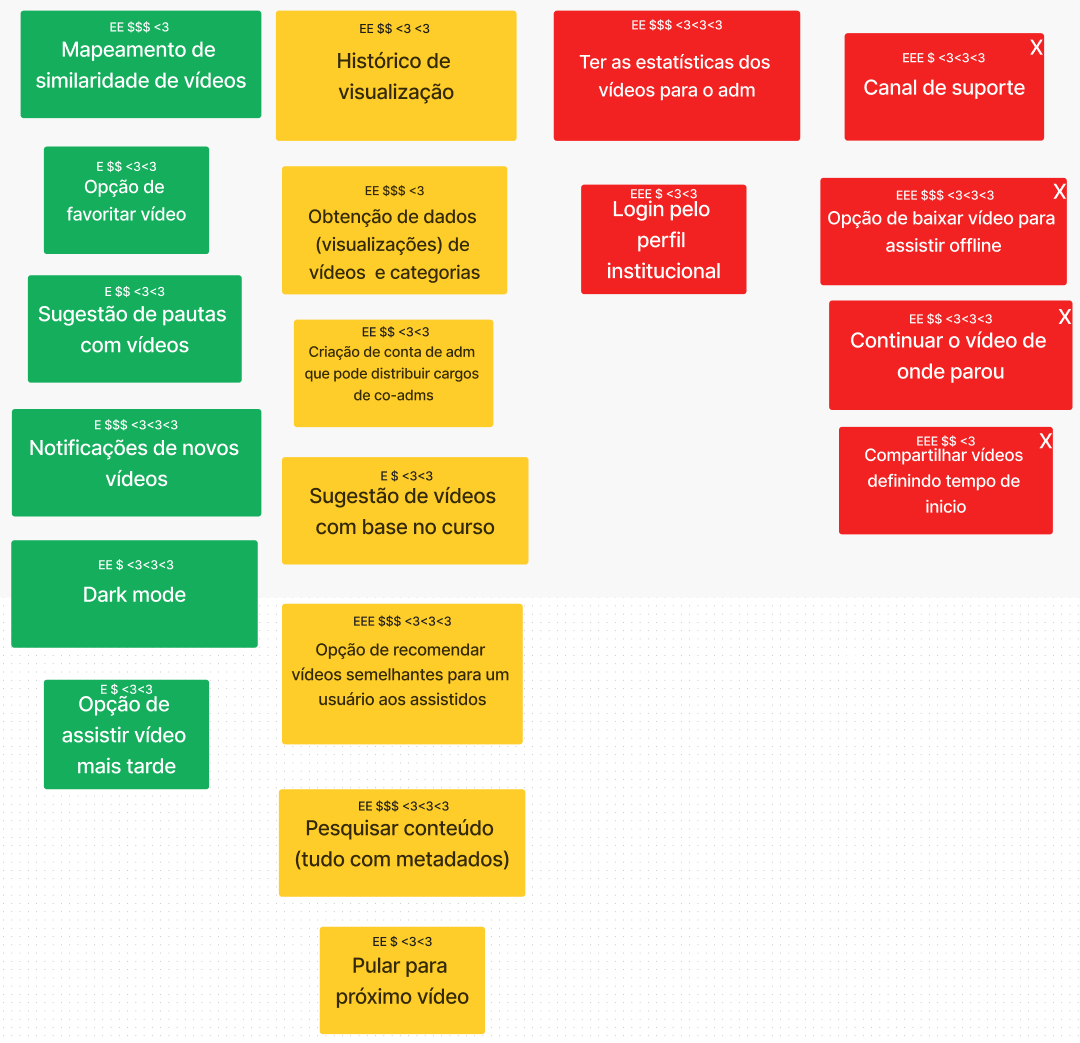 EE $$$ <3
Mapeamento de
similaridade de vídeos
E $$ <3<3
Opção de
favoritar vídeo
E $$ <3<3
Sugestão de pautas
com vídeos
E $$$ <3<3<3
Notificações de novos
vídeos
EE $ <3<3<3
Dark mode
E $ <3<3
Opção de
assistir vídeo
mais tarde
EE $$ <3 <3
Histórico de
visualização
EE $$$ <3
Obtenção de dados
(visualizações) de
vídeos e categorias
EE $$ <3<3
Criação de conta de adm
que pode distribuir cargos
de co-adms
E $ <3<3
Sugestão de vídeos
com base no curso
EEE $$$ <3<3<3
Opção de recomendar
vídeos semelhantes para um
usuário aos assistidos
EE $$$ <3<3<3
Pesquisar conteúdo
(tudo com metadados)
EE $ <3<3
Pular para
próximo vídeo
EE $$$ <3<3<3
Ter as estatísticas dos
vídeos para o adm
EEE $ <3<3
Login pelo
perfil
institucional
X
EEE $ <3<3<3
Canal de suporte
X
EEE $$$ <3<3<3
Opção de baixar vídeo para
assistir offline
X
EE $$ <3<3<3
Continuar o vídeo de
onde parou
X
EEE $$ <3
Compartilhar vídeos
definindo tempo de
inicio